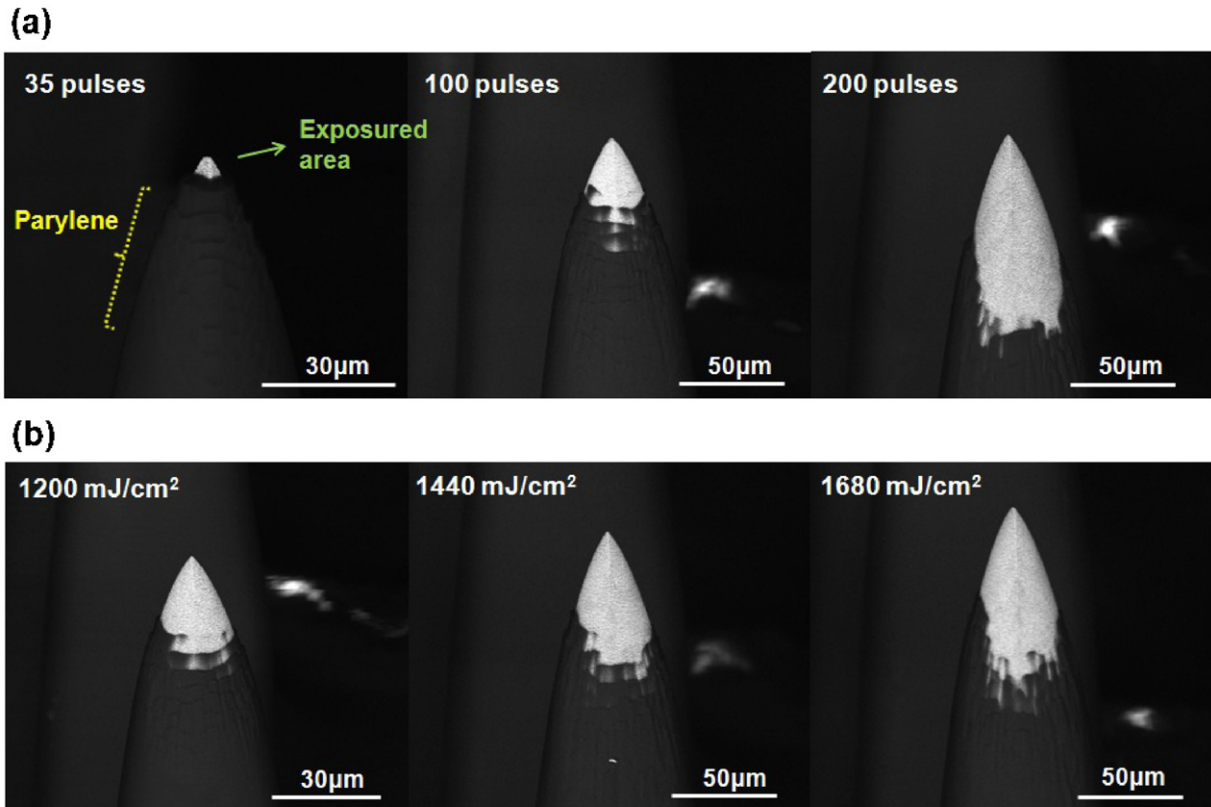 (a)
35 pulses
100 pulses
200 pulses
Exposured
area
Parylene
30μm
50μm
50μm
(b)
1200 mJ/cm²
1440 mJ/cm²
1680 mJ/cm²
30μm
50μm
50μm